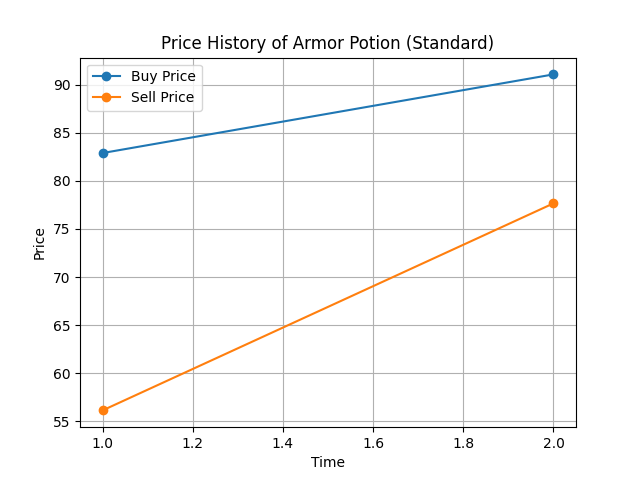 Price History of Armor Potion (Standard)
Buy Price
Sell Price
90
85
80
75
70
65
60
55
Price
1.0 1.2 1.4 1.6 1.8 2.0
Time